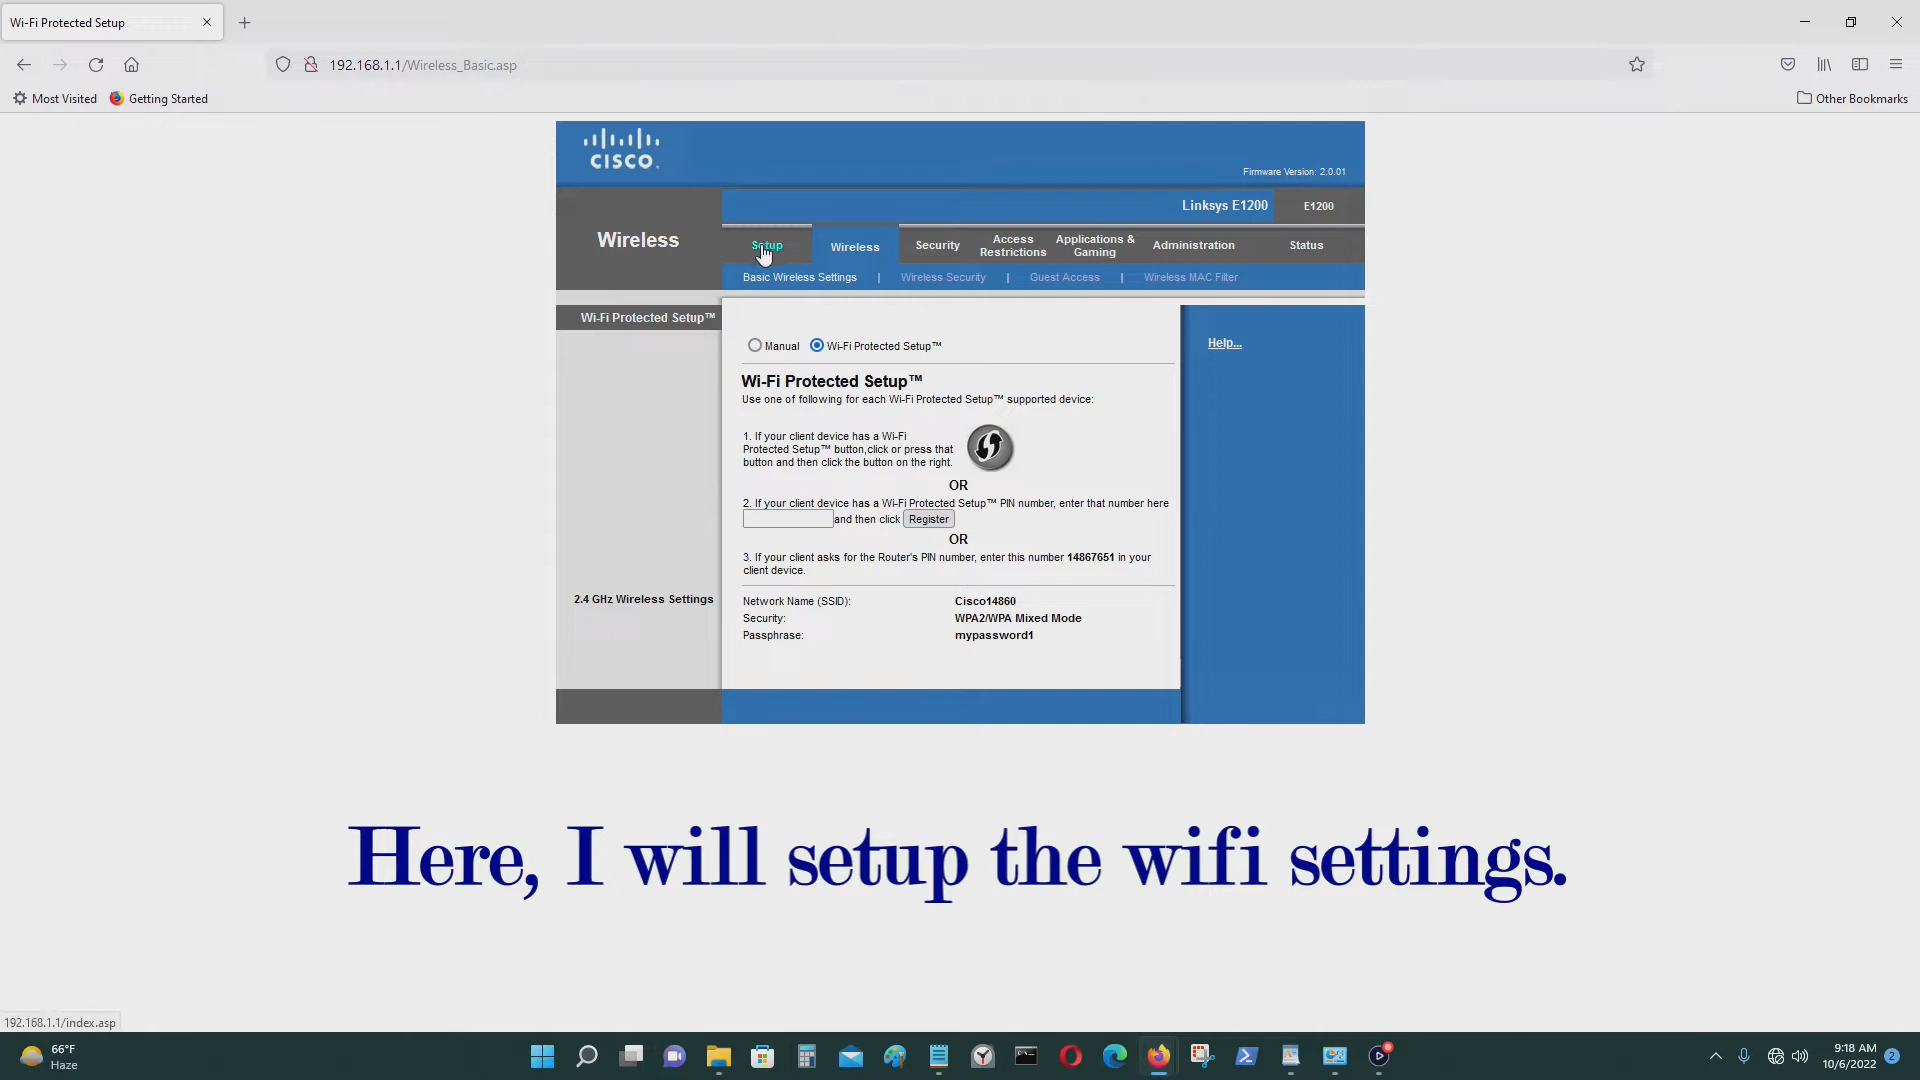 Wi-Fi Protected Setup
192.168.1.1/Wireless_Basic.asp
Most Visited
Getting Started
Other Bookmarks
CISCO.
Firmware Version: 2.0.01
Linksys E1200
E1200
Wireless
Setup
Wireless
Security
Access Restrictions
Applications & Gaming
Administration
Status
Basic Wireless Settings | Wireless Security | Guest Access | Wireless MAC Filter
Wi-Fi Protected Setup™
Manual
Wi-Fi Protected Setup™
Help...
Wi-Fi Protected Setup™
Use one of following for each Wi-Fi Protected Setup™ supported device:
1. If your client device has a Wi-Fi
Protected Setup™ button,click or press that
button and then click the button on the right.
OR
2. If your client device has a Wi-Fi Protected Setup™ PIN number, enter that number here
and then click Register
OR
3. If your client asks for the Router's PIN number, enter this number 14867651 in your
client device.
2.4 GHz Wireless Settings
Network Name (SSID): Cisco14860
Security: WPA2/WPA Mixed Mode
Passphrase: mypassword1
Here, I will setup the wifi settings.
192.168.1.1/index.asp
66°F
Haze
9:18 AM
10/6/2022
2